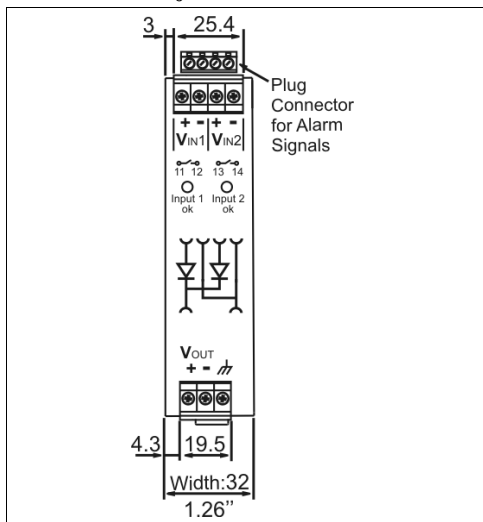 3 25.4
Plug
Connector
for Alarm
Signals
+ - + -
VIN1 VIN2
11 12 13 14
Input 1 Input 2
ok ok
VOUT
+ -
4.3 19.5
Width:32
1.26’’